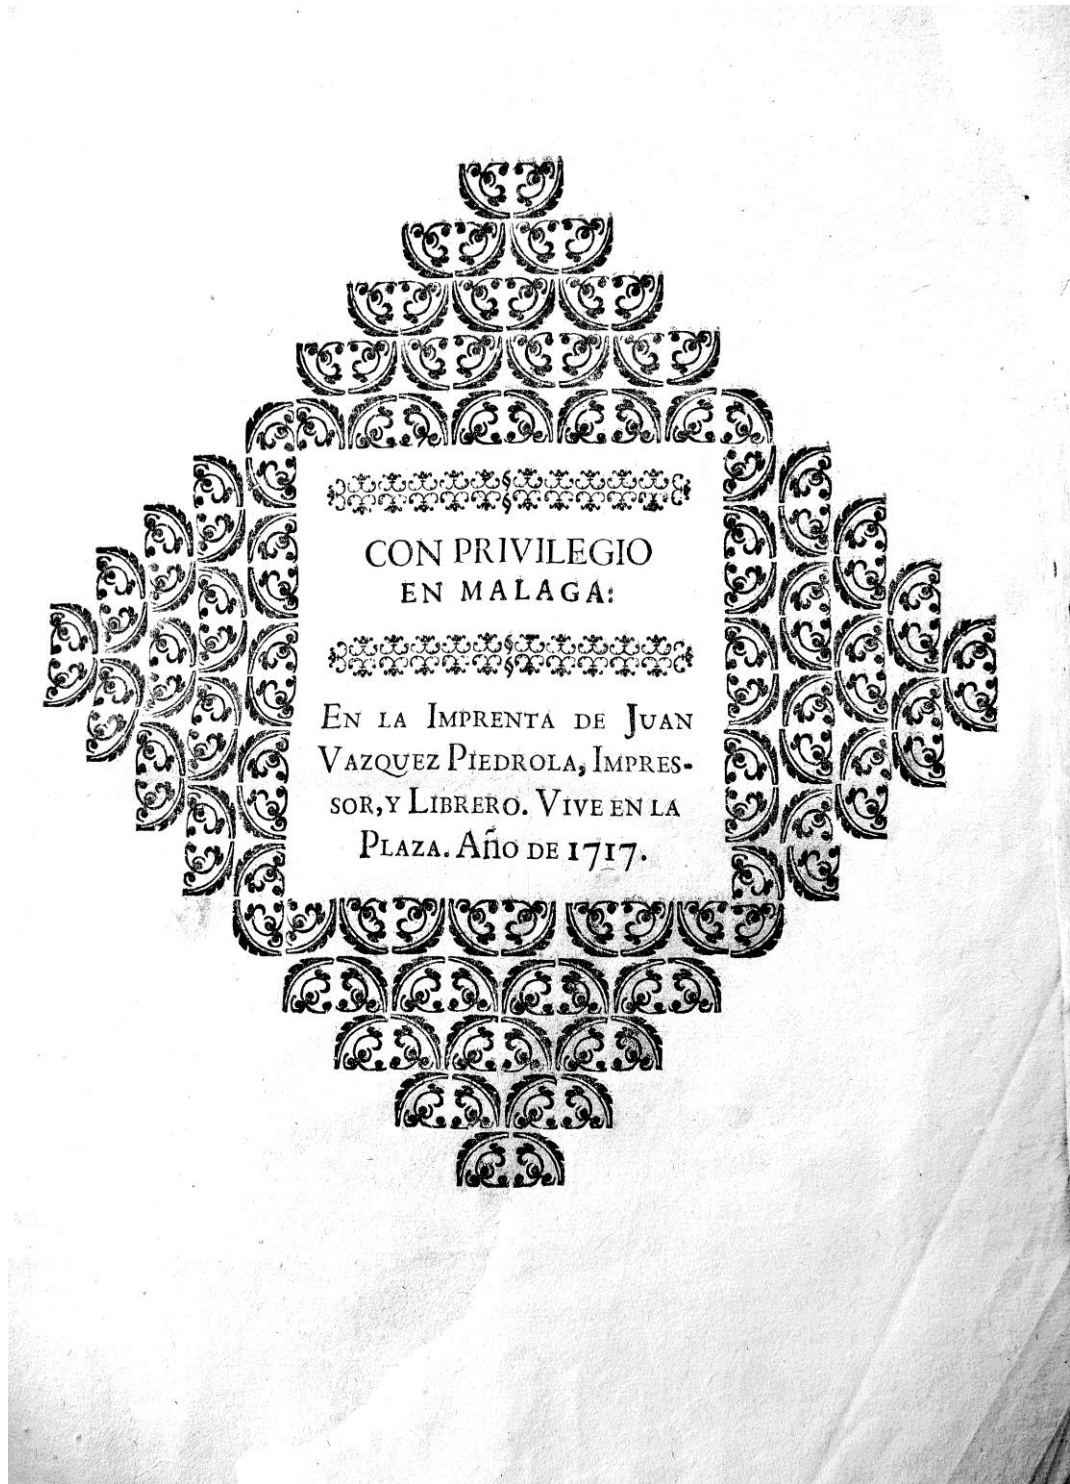 CON PRIVILEGIO
EN MALAGA:
EN LA IMPRENTA DE JUAN
VAZQUEZ PIEDROLA, IMPRES-
SOR, Y LIBRERO. VIVE EN LA
PLAZA. Año DE 1717.